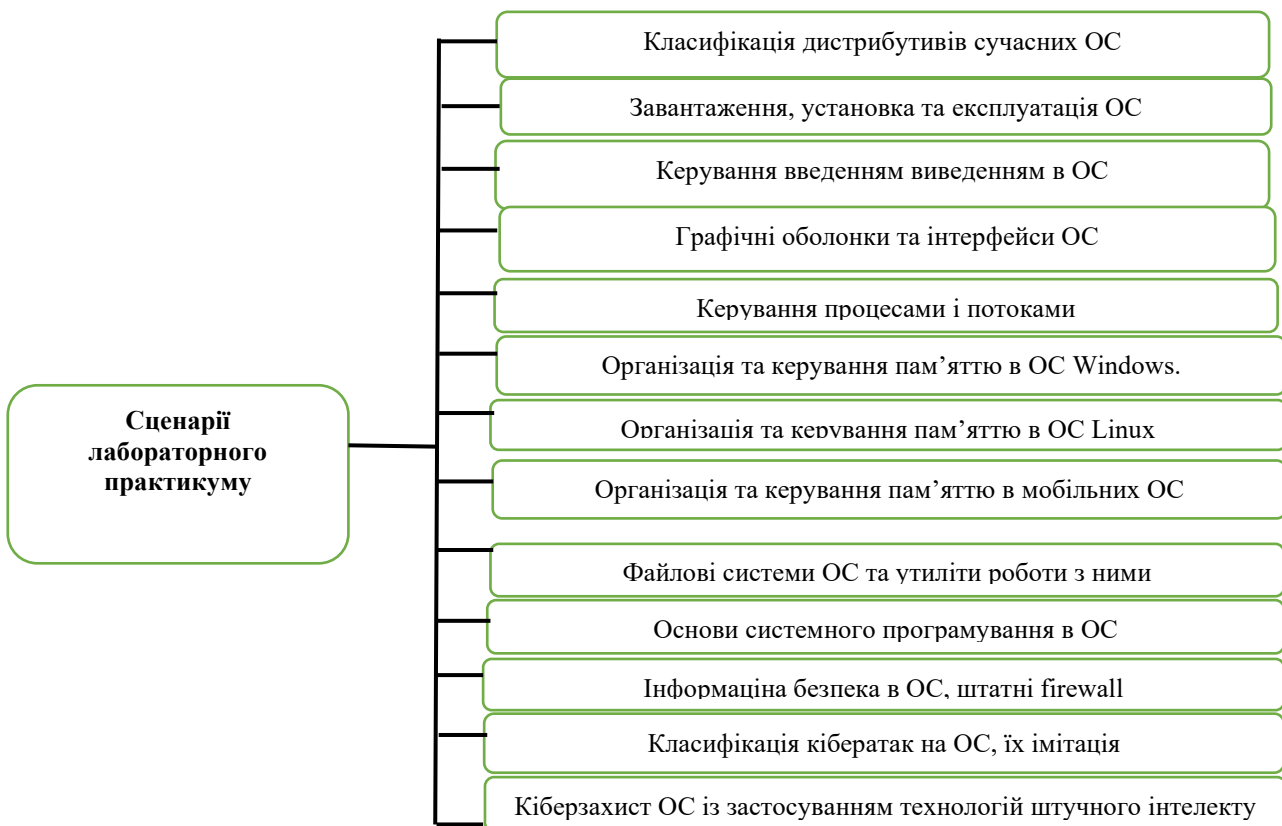 Класифікація дистрибутивів сучасних ОС
Завантаження, установка та експлуатація ОС
Керування введенням виведенням в ОС
Графічні оболонки та інтерфейси ОС
Керування процесами і потоками
Організація та керування пам’яттю в ОС Windows.
Сценарії
лабораторного
практикуму
Організація та керування пам’яттю в ОС Linux
Організація та керування пам’яттю в мобільних ОС
Файлові системи ОС та утиліти роботи з ними
Основи системного програмування в ОС
Інформаціна безпека в ОС, штатні firewall
Класифікація кібератак на ОС, їх імітація
Кіберзахист ОС із застосуванням технологій штучного інтелекту